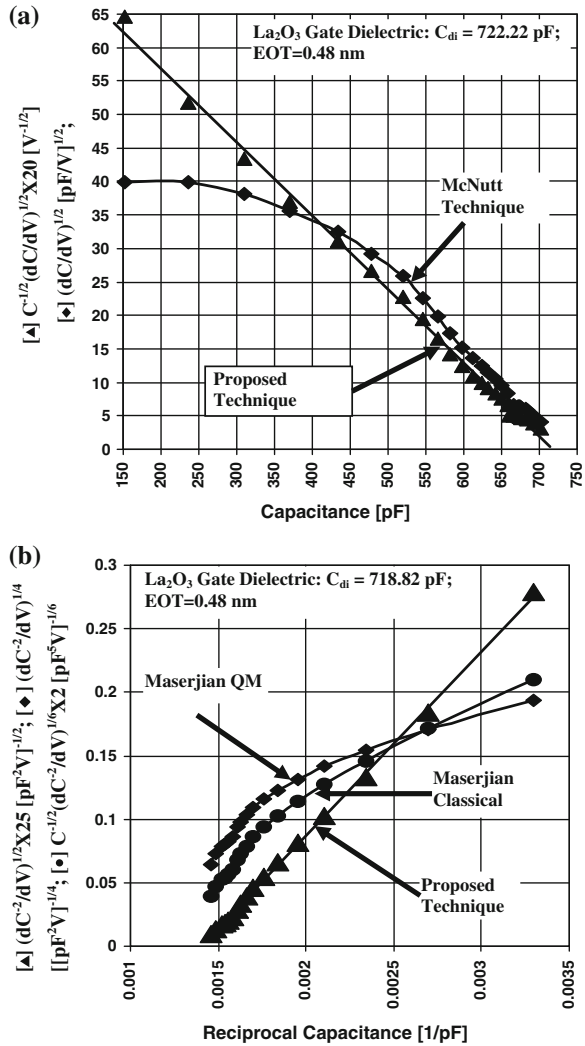 (a)
La₂O₃ Gate Dielectric: C_di = 722.22 pF;
EOT=0.48 nm
[▲] C^-1/2(dC/dV)^1/2X20 [V^-1/2]
[◆] (dC/dV)^1/2 [pF/V]^1/2;
65
60
55
50
45
40
35
30
25
20
15
10
5
0
McNutt
Technique
Proposed
Technique
150 200 250 300 350 400 450 500 550 600 650 700 750
Capacitance [pF]
(b)
La₂O₃ Gate Dielectric: C_di = 718.82 pF;
EOT=0.48 nm
[▲] (dC^-2/dV)^1/2X25 [pF²V]^-1/2; [◆] (dC^-2/dV)^1/4
[[pF²V]^-1/4; [●] C^-1/2(dC^-2/dV)^1/6X2 [pF⁵V]^-1/6
0.3
0.25
0.2
0.15
0.1
0.05
0
Maserjian QM
Maserjian
Classical
Proposed
Technique
0.001 0.0015 0.002 0.0025 0.003 0.0035
Reciprocal Capacitance [1/pF]